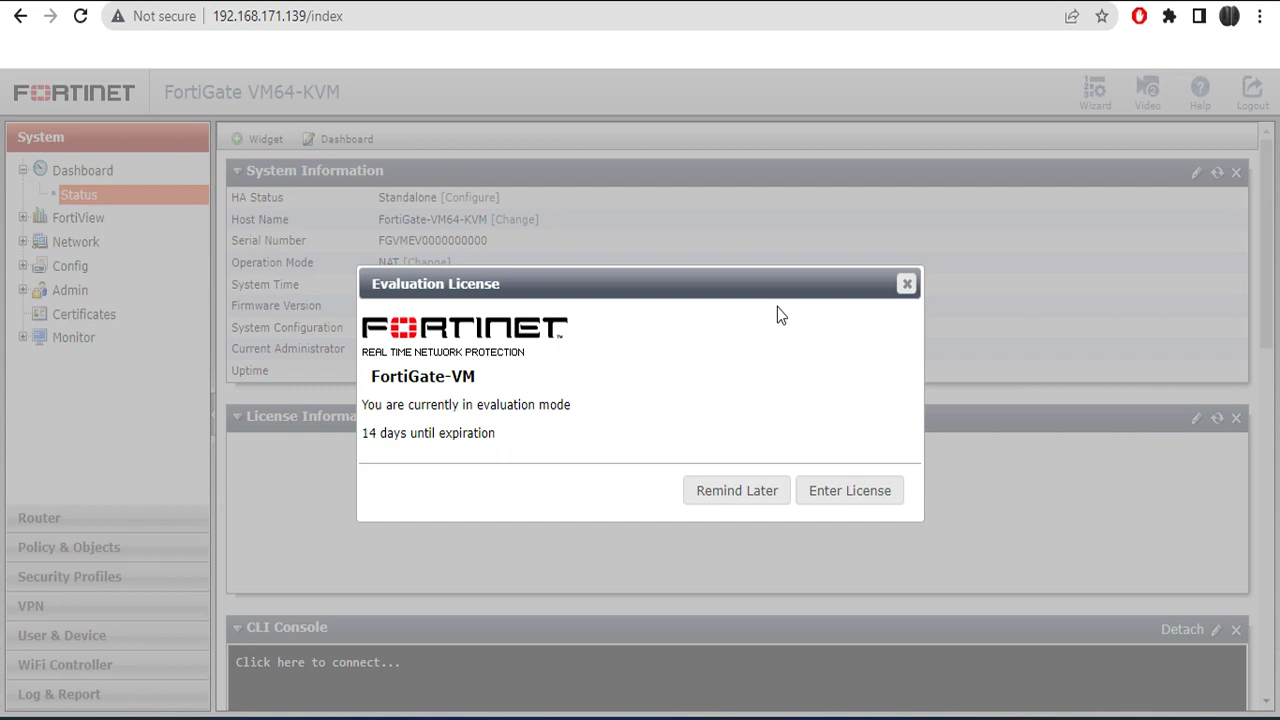 Not secure 192.168.171.139/index
FORTINET FortiGate VM64-KVM
Wizard Video Help Logout
System
Dashboard
Status
FortiView
Network
Config
Admin
Certificates
Monitor
Router
Policy & Objects
Security Profiles
VPN
User & Device
WiFi Controller
Log & Report
Widget Dashboard
System Information
HA Status Standalone [Configure]
Host Name FortiGate-VM64-KVM [Change]
Serial Number FGVMEV0000000000
Operation Mode NAT [Change]
System Time
Firmware Version
System Configuration
Current Administrator
Uptime
Evaluation License
FORTINET
REAL TIME NETWORK PROTECTION
FortiGate-VM
You are currently in evaluation mode
14 days until expiration
Remind Later Enter License
License Informa
CLI Console Detach
Click here to connect...